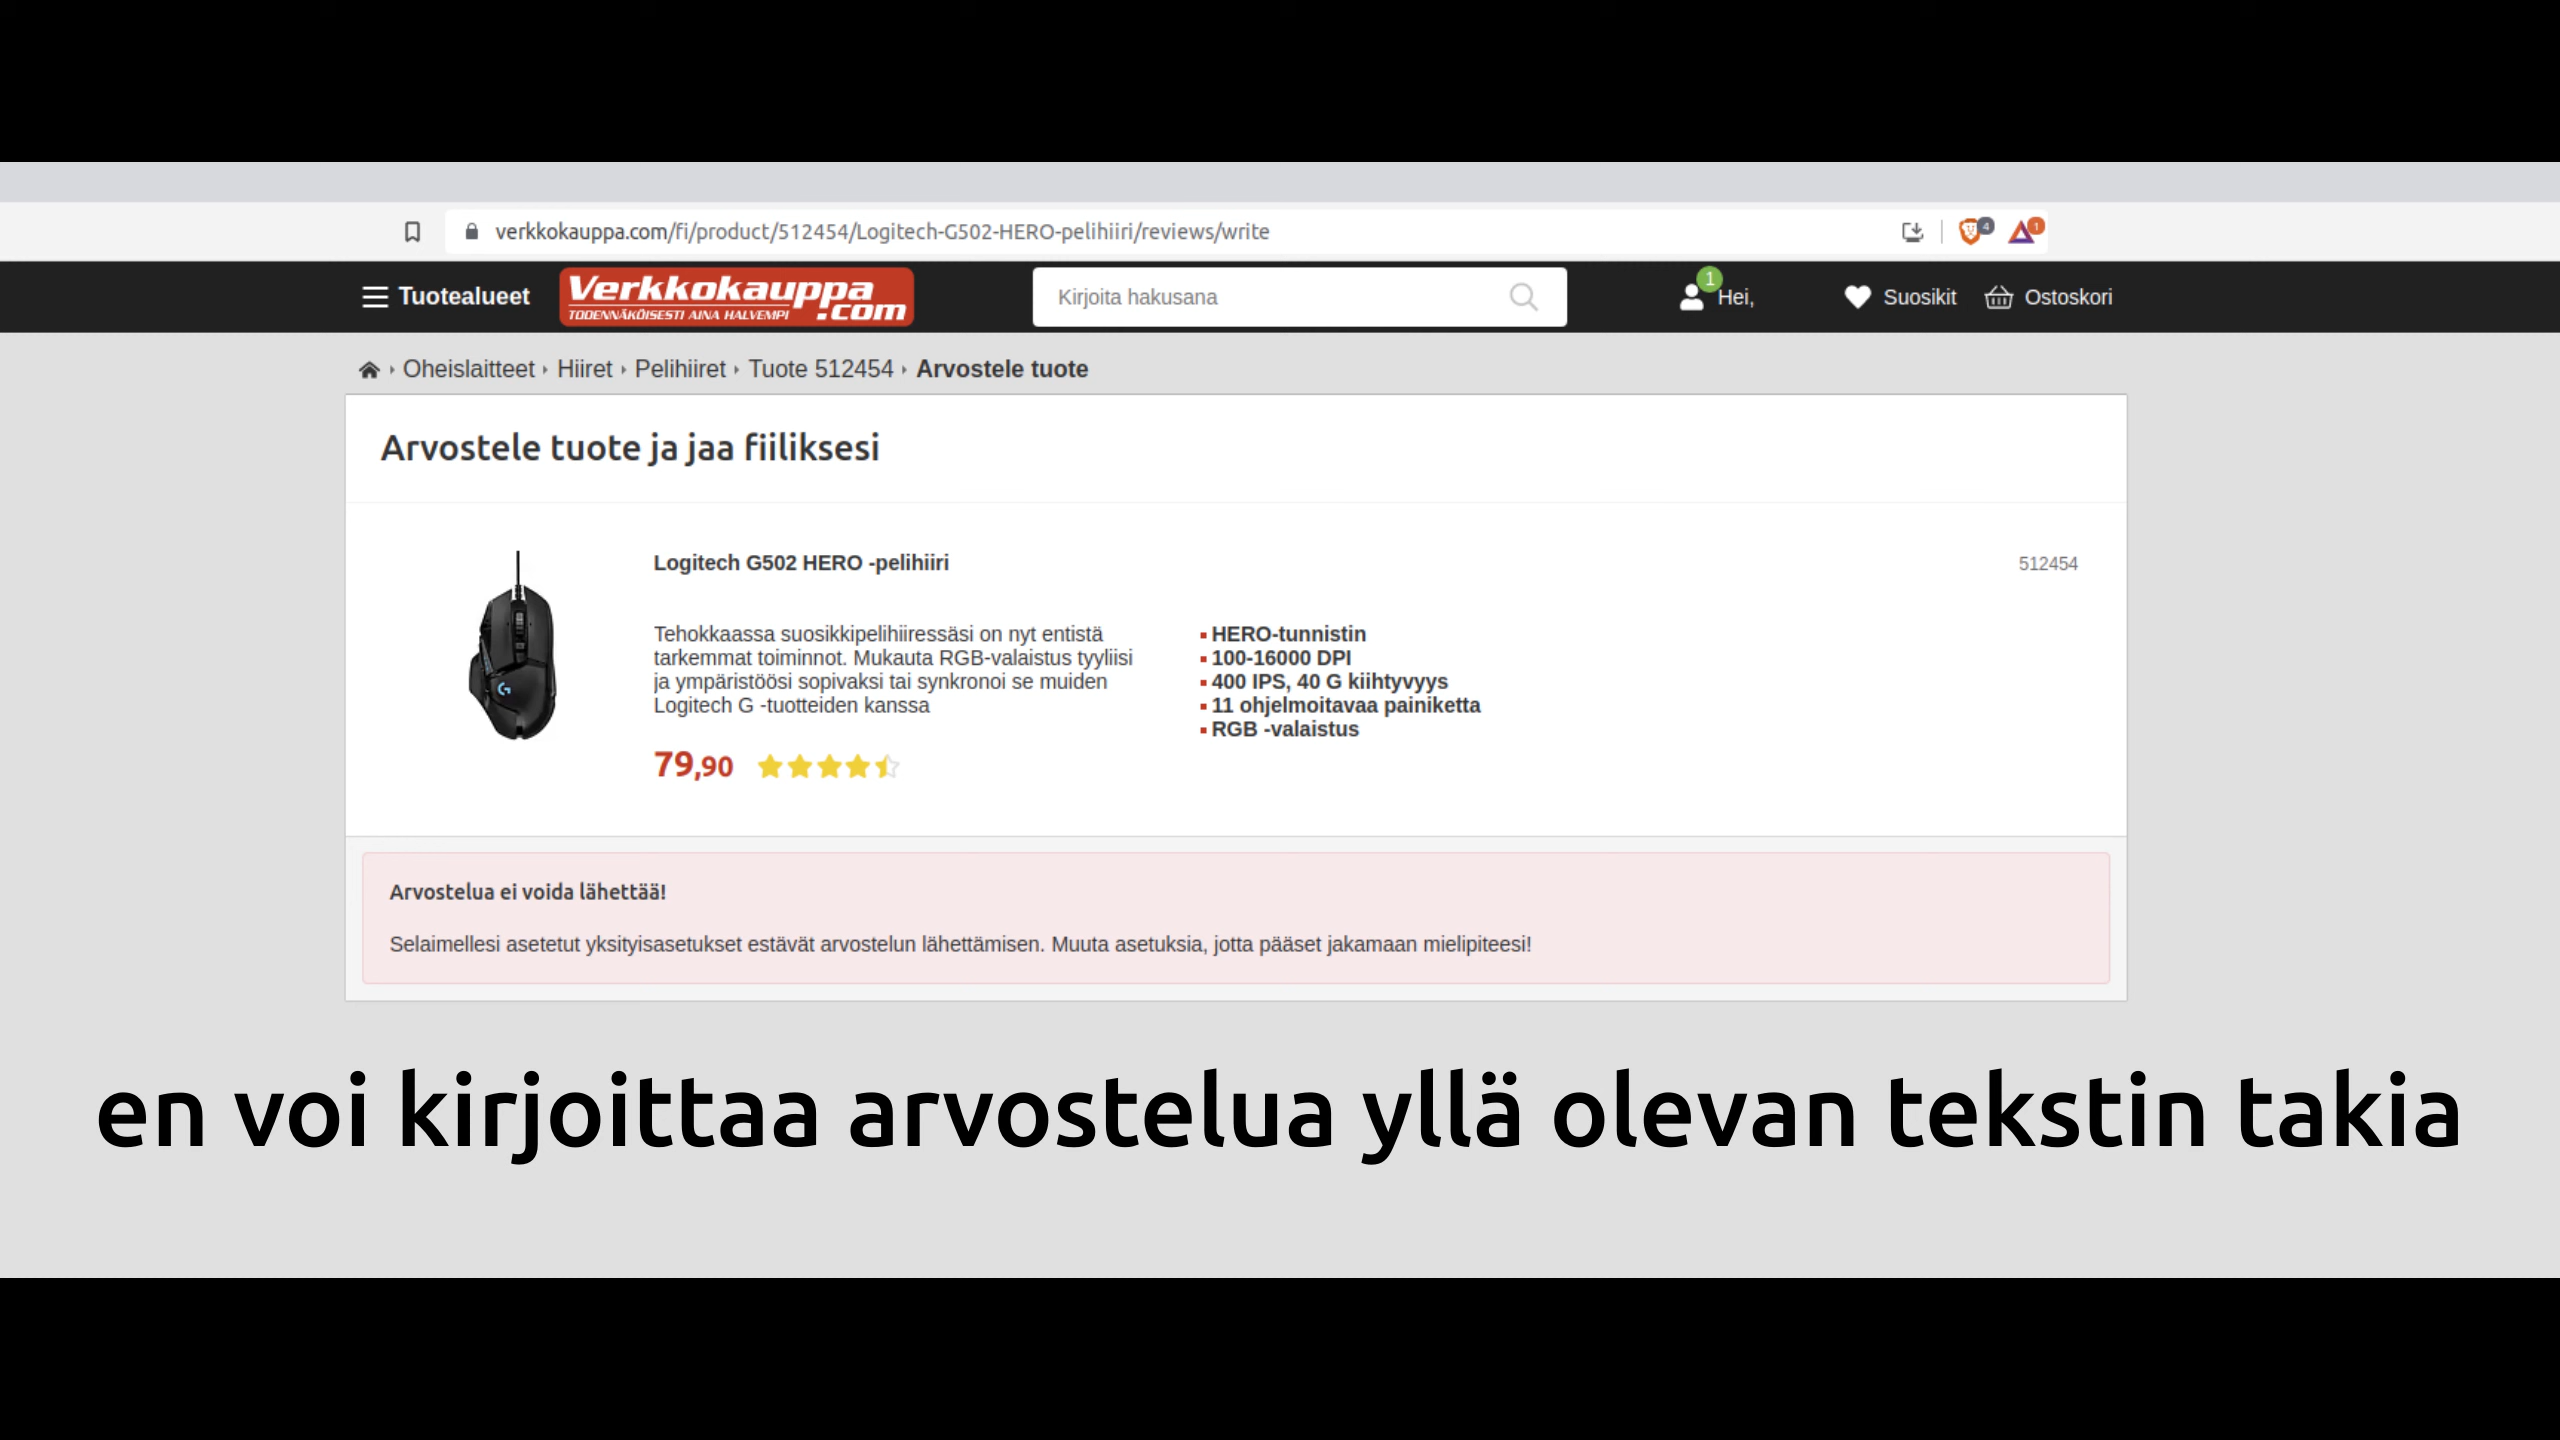 verkkokauppa.com/fi/product/512454/Logitech-G502-HERO-pelihiiri/reviews/write
4
1
Tuotealueet
Verkkokauppa.com
TODENNÄKÖISESTI AINA HALVEMPI
Kirjoita hakusana
1
Hei,
Suosikit
Ostoskori
Oheislaitteet
Hiiret
Pelihiiret
Tuote 512454
Arvostele tuote
Arvostele tuote ja jaa fiiliksesi
Logitech G502 HERO -pelihiiri
512454
Tehokkaassa suosikkipelihiiressäsi on nyt entistä
tarkemmat toiminnot. Mukauta RGB-valaistus tyyliisi
ja ympäristöösi sopivaksi tai synkronoi se muiden
Logitech G -tuotteiden kanssa
HERO-tunnistin
100-16000 DPI
400 IPS, 40 G kiihtyvyys
11 ohjelmoitavaa painiketta
RGB -valaistus
79,90
Arvostelua ei voida lähettää!
Selaimellesi asetetut yksityisasetukset estävät arvostelun lähettämisen. Muuta asetuksia, jotta pääset jakamaan mielipiteesi!
en voi kirjoittaa arvostelua yllä olevan tekstin takia